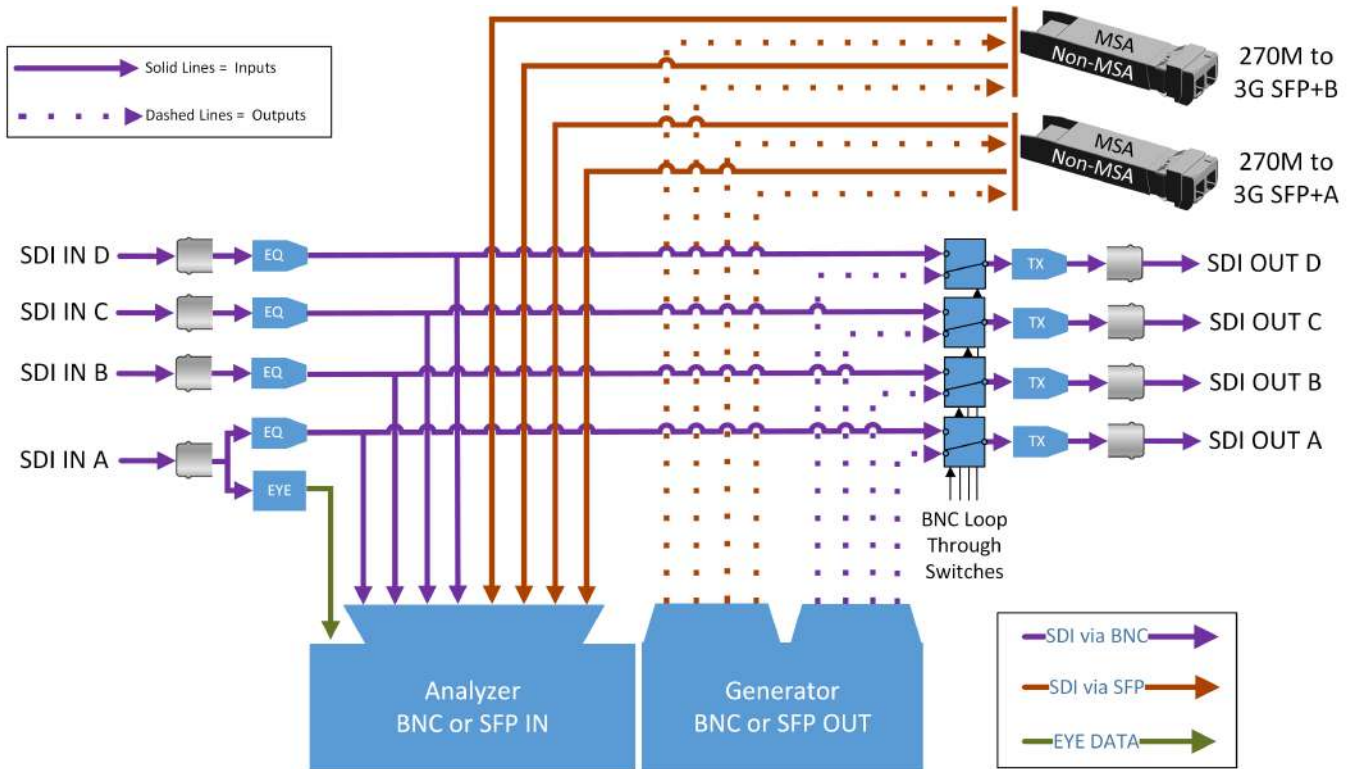 Solid Lines = Inputs
Dashed Lines = Outputs
MSA
Non-MSA
270M to
3G SFP+B
MSA
Non-MSA
270M to
3G SFP+A
SDI IN D
EQ
TX
SDI OUT D
SDI IN C
EQ
TX
SDI OUT C
SDI IN B
EQ
TX
SDI OUT B
SDI IN A
EQ
EYE
TX
SDI OUT A
BNC Loop
Through
Switches
Analyzer
BNC or SFP IN
Generator
BNC or SFP OUT
SDI via BNC
SDI via SFP
EYE DATA